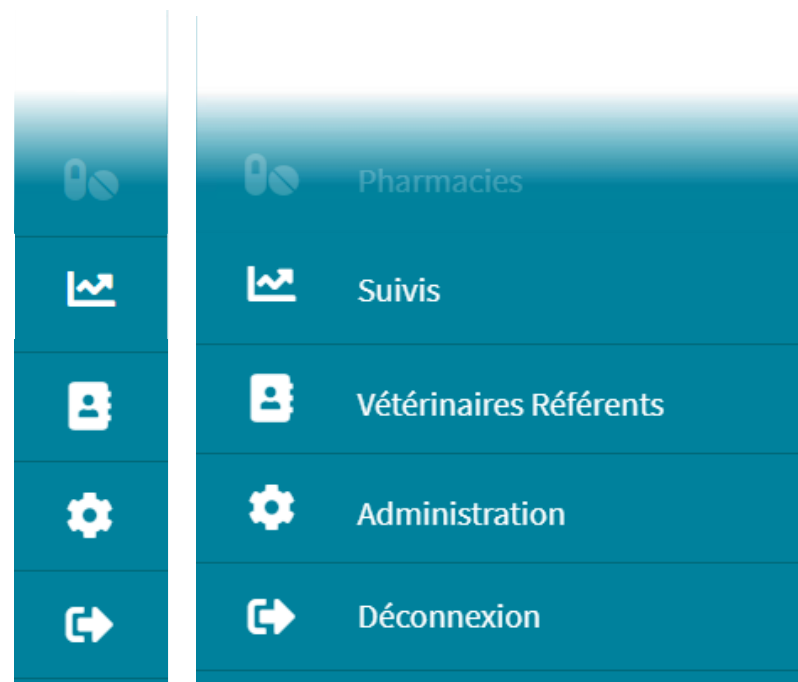 Pharmacies
Suivis
Vétérinaires Référents
Administration
Déconnexion